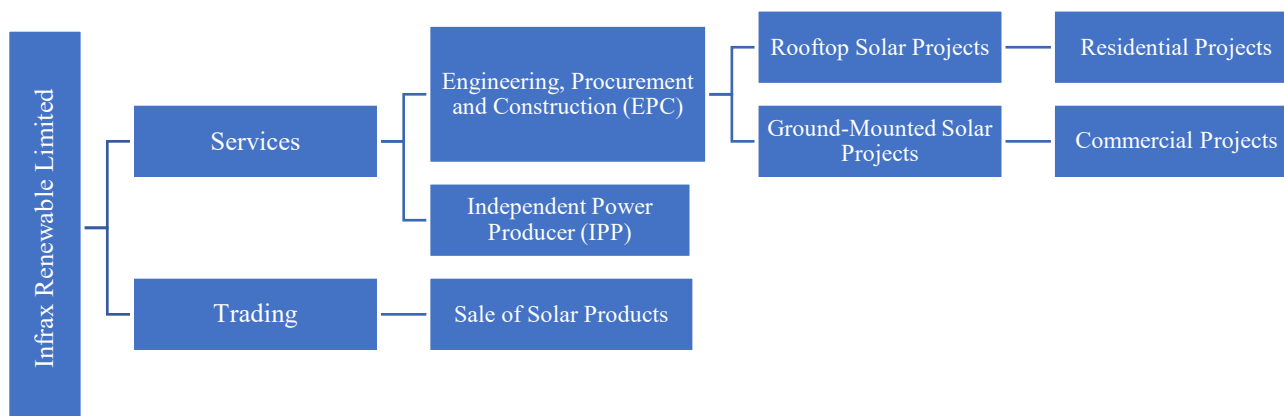 Infrax Renewable Limited
Services
Engineering, Procurement
and Construction (EPC)
Rooftop Solar Projects
Residential Projects
Ground-Mounted Solar
Projects
Commercial Projects
Independent Power
Producer (IPP)
Trading
Sale of Solar Products